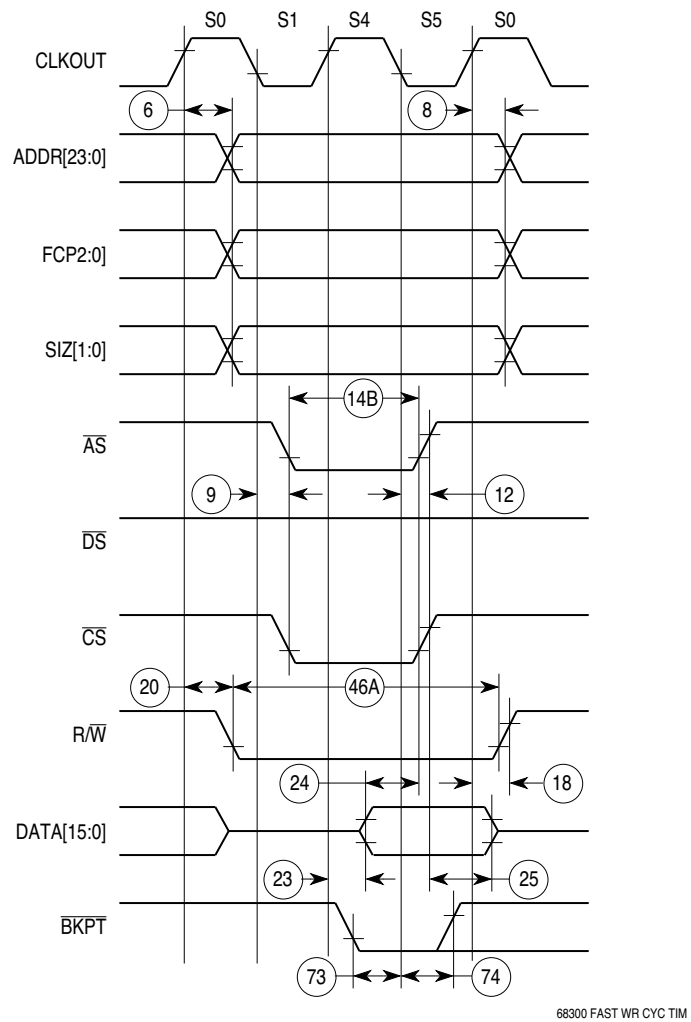 S0 S1 S4 S5 S0
CLKOUT
6 8
ADDR[23:0]
FCP2:0]
SIZ[1:0]
14B
AS
9 12
DS
CS
20 46A
R/W
24 18
DATA[15:0]
23 25
BKPT
73 74
68300 FAST WR CYC TIM